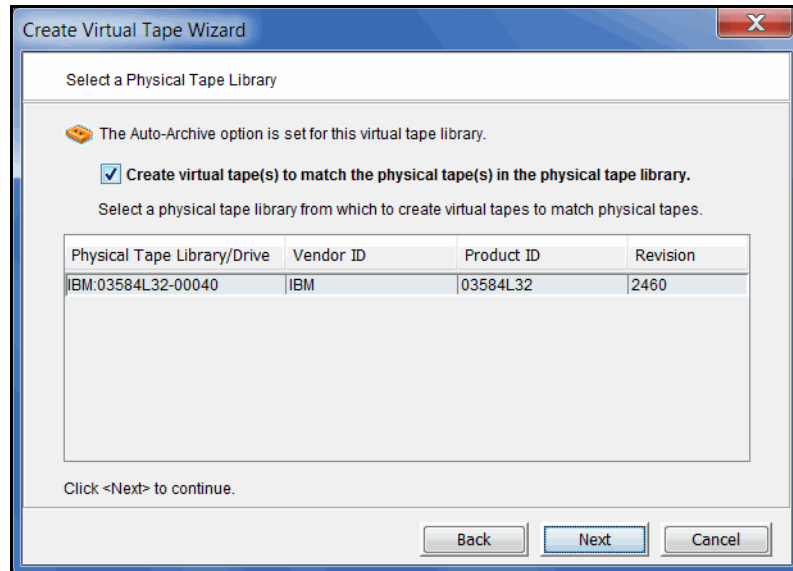 Create Virtual Tape Wizard
Select a Physical Tape Library
The Auto-Archive option is set for this virtual tape library.
Create virtual tape(s) to match the physical tape(s) in the physical tape library.
Select a physical tape library from which to create virtual tapes to match physical tapes.
Physical Tape Library/Drive Vendor ID Product ID Revision
IBM:03584L32-00040 IBM 03584L32 2460
Click <Next> to continue.
Back Next Cancel